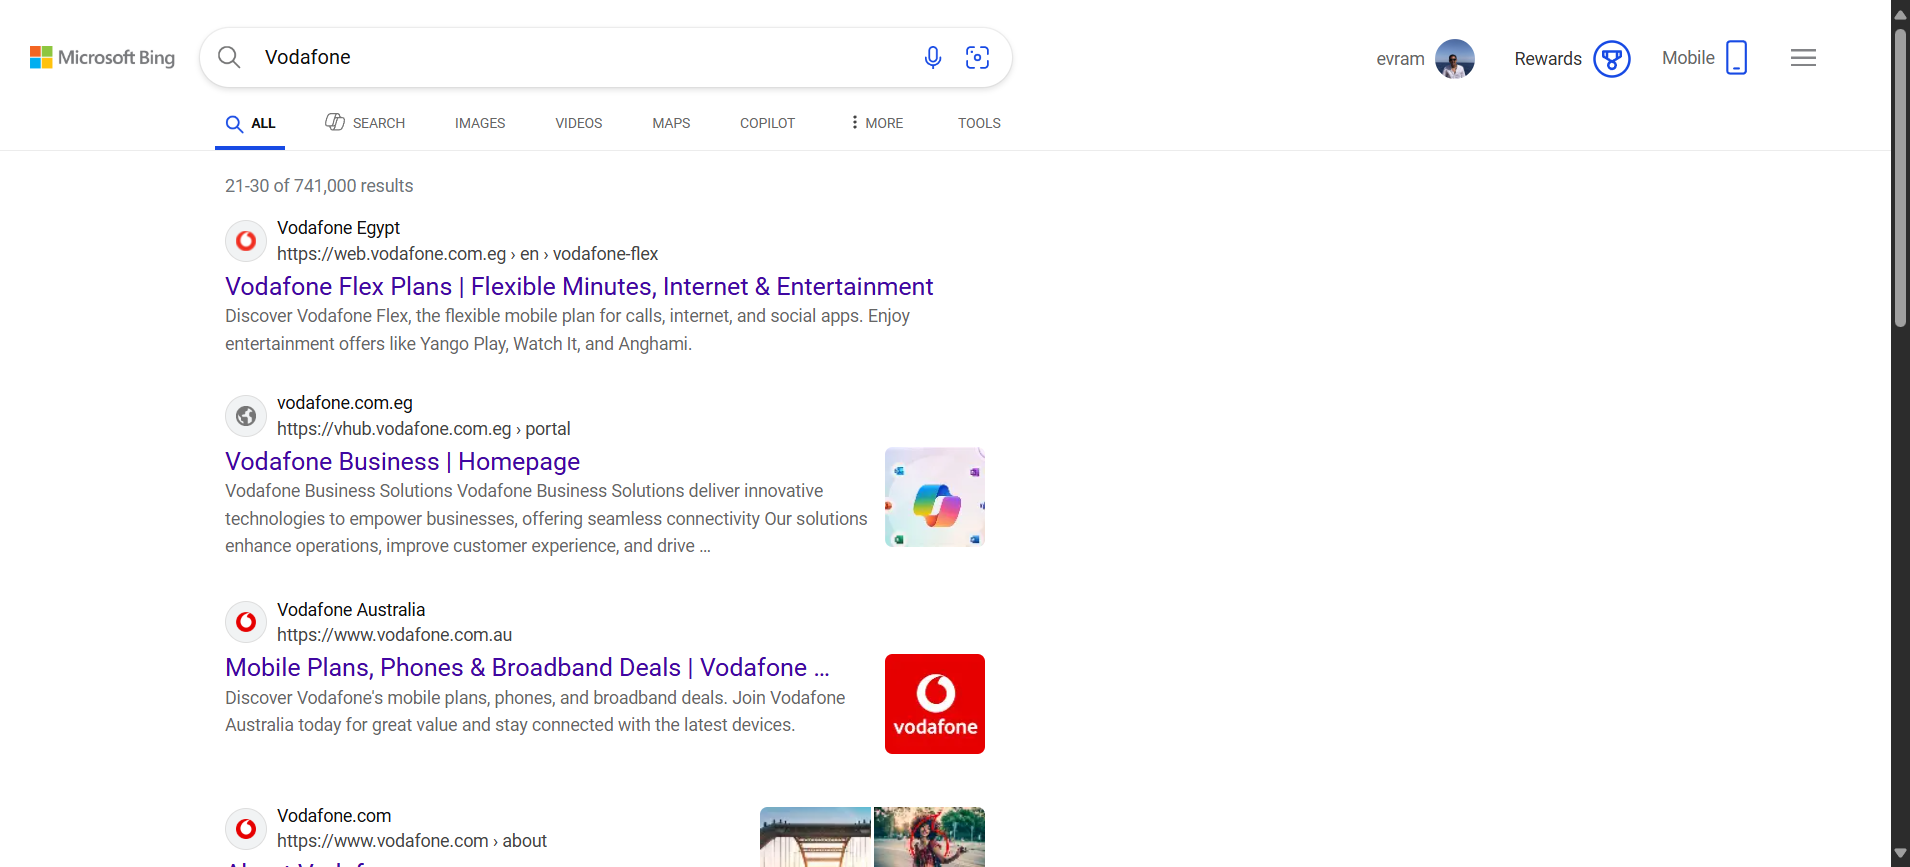 Microsoft Bing
Vodafone
evram
Rewards
Mobile
ALL
SEARCH
IMAGES
VIDEOS
MAPS
COPILOT
MORE
TOOLS
21-30 of 741,000 results
Vodafone Egypt
https://web.vodafone.com.eg › en › vodafone-flex
Vodafone Flex Plans | Flexible Minutes, Internet & Entertainment
Discover Vodafone Flex, the flexible mobile plan for calls, internet, and social apps. Enjoy
entertainment offers like Yango Play, Watch It, and Anghami.
vodafone.com.eg
https://vhub.vodafone.com.eg › portal
Vodafone Business | Homepage
Vodafone Business Solutions Vodafone Business Solutions deliver innovative
technologies to empower businesses, offering seamless connectivity Our solutions
enhance operations, improve customer experience, and drive ...
Vodafone Australia
https://www.vodafone.com.au
Mobile Plans, Phones & Broadband Deals | Vodafone ...
Discover Vodafone's mobile plans, phones, and broadband deals. Join Vodafone
Australia today for great value and stay connected with the latest devices.
vodafone
Vodafone.com
https://www.vodafone.com › about